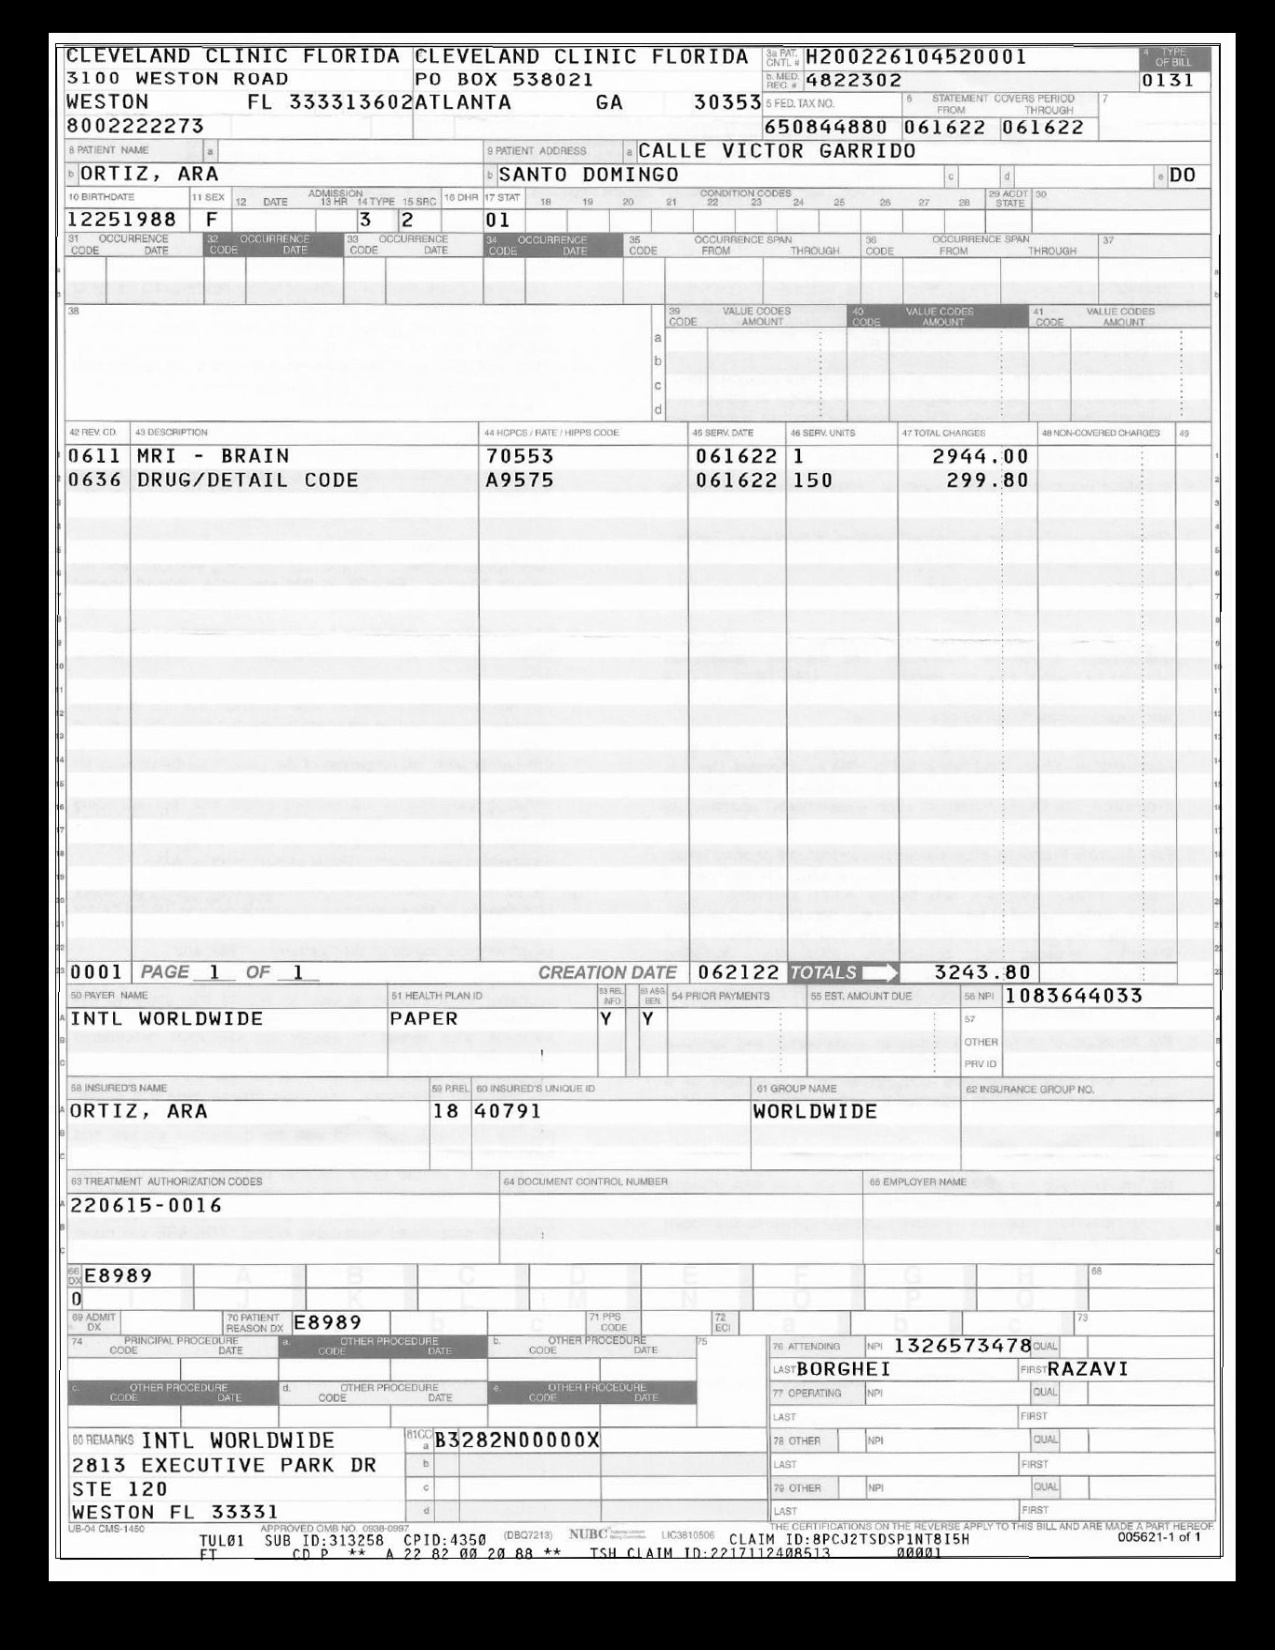 CLEVELAND CLINIC FLORIDA CLEVELAND CLINIC FLORIDA 3a PAT. CNTL # H200226104520001 4 TYPE OF BILL
3100 WESTON ROAD PO BOX 538021 b. MED. REC. # 4822302 0131
WESTON FL 333313602 ATLANTA GA 30353 5 FED. TAX NO. 6 STATEMENT COVERS PERIOD FROM THROUGH 7
8002222273 650844880 061622 061622
8 PATIENT NAME a 9 PATIENT ADDRESS a CALLE VICTOR GARRIDO
b ORTIZ, ARA b SANTO DOMINGO c d e DO
10 BIRTHDATE 11 SEX 12 DATE ADMISSION 13 HR 14 TYPE 15 SRC 16 DHR 17 STAT 18 19 20 21 CONDITION CODES 22 23 24 25 26 27 28 29 ACDT STATE 30
12251988 F 3 2 01
31 OCCURRENCE CODE DATE 32 OCCURRENCE CODE DATE 33 OCCURRENCE CODE DATE 34 OCCURRENCE CODE DATE 35 CODE OCCURRENCE SPAN FROM THROUGH 36 CODE OCCURRENCE SPAN FROM THROUGH 37
38 39 CODE VALUE CODES AMOUNT 40 CODE VALUE CODES AMOUNT 41 CODE VALUE CODES AMOUNT
a
b
c
d
42 REV. CD. 43 DESCRIPTION 44 HCPCS / RATE / HIPPS CODE 45 SERV. DATE 46 SERV. UNITS 47 TOTAL CHARGES 48 NON-COVERED CHARGES 49
0611 MRI - BRAIN 70553 061622 1 2944.00
0636 DRUG/DETAIL CODE A9575 061622 150 299.80
0001 PAGE 1 OF 1 CREATION DATE 062122 TOTALS 3243.80
50 PAYER NAME 51 HEALTH PLAN ID 52 REL. INFO 53 ASG. BEN. 54 PRIOR PAYMENTS 55 EST. AMOUNT DUE 56 NPI 1083644033
INTL WORLDWIDE PAPER Y Y 57
OTHER
PRV ID
58 INSURED'S NAME 59 P.REL 60 INSURED'S UNIQUE ID 61 GROUP NAME 62 INSURANCE GROUP NO.
ORTIZ, ARA 18 40791 WORLDWIDE
63 TREATMENT AUTHORIZATION CODES 64 DOCUMENT CONTROL NUMBER 65 EMPLOYER NAME
220615-0016
66 DX E8989 68
0
69 ADMIT DX 70 PATIENT REASON DX E8989 71 PPS CODE 72 ECI 73
74 PRINCIPAL PROCEDURE CODE DATE a. OTHER PROCEDURE CODE DATE b. OTHER PROCEDURE CODE DATE 75 76 ATTENDING NPI 1326573478 QUAL
LAST BORGHEI FIRST RAZAVI
c. OTHER PROCEDURE CODE DATE d. OTHER PROCEDURE CODE DATE e. OTHER PROCEDURE CODE DATE 77 OPERATING NPI QUAL
LAST FIRST
80 REMARKS INTL WORLDWIDE 81CC a B3282N00000X 78 OTHER NPI QUAL
2813 EXECUTIVE PARK DR b LAST FIRST
STE 120 c 79 OTHER NPI QUAL
WESTON FL 33331 d LAST FIRST
UB-04 CMS-1450 APPROVED OMB NO. 0938-0997 (DBQ7213) NUBC LIC3810506 THE CERTIFICATIONS ON THE REVERSE APPLY TO THIS BILL AND ARE MADE A PART HEREOF.
TUL01 SUB ID:313258 CPID:4350 CLAIM ID:8PCJ2TSDSP1NT8I5H 005621-1 of 1
FT CD P ** A 22 82 00 20 88 ** TSH CLAIM ID:2217112408513 00001